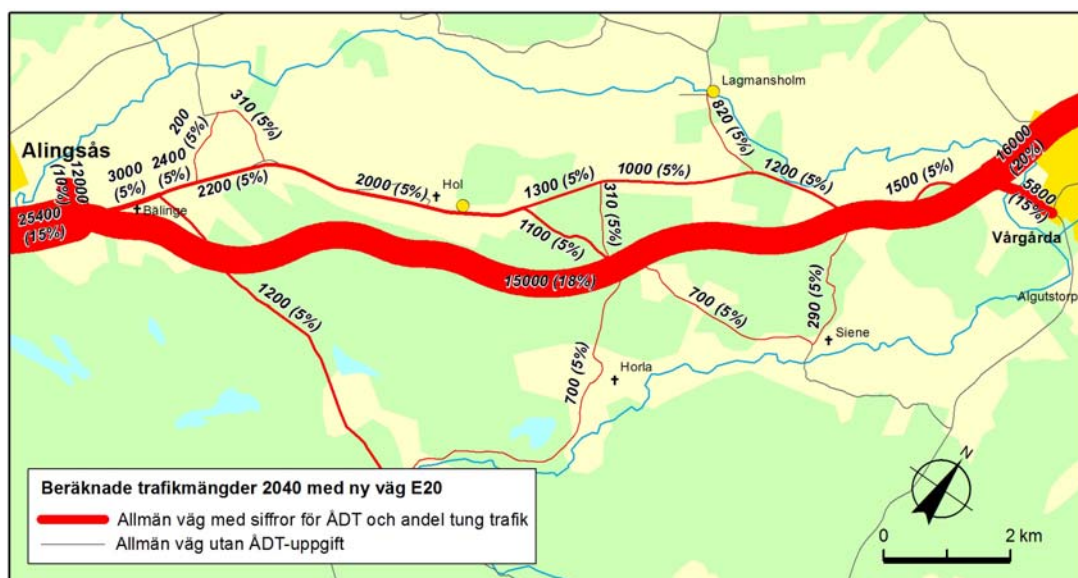 Lagmansholm
Alingsås
12000
(10%)
25400
(15%)
Bälinge
3000
(5%)
2400
(5%)
200
(5%)
310 (5%)
2200 (5%)
2000 (5%)
Hol
1300 (5%)
1000 (5%)
820 (5%)
1200 (5%)
1500 (5%)
16000
(20%)
5800
(15%)
Vårgårda
310 (5%)
1100 (5%)
15000 (18%)
1200 (5%)
700 (5%)
290 (5%)
Siene
Algutstorp
700 (5%)
Horla
Beräknade trafikmängder 2040 med ny väg E20
Allmän väg med siffror för ÅDT och andel tung trafik
Allmän väg utan ÅDT-uppgift
N
0 2 km